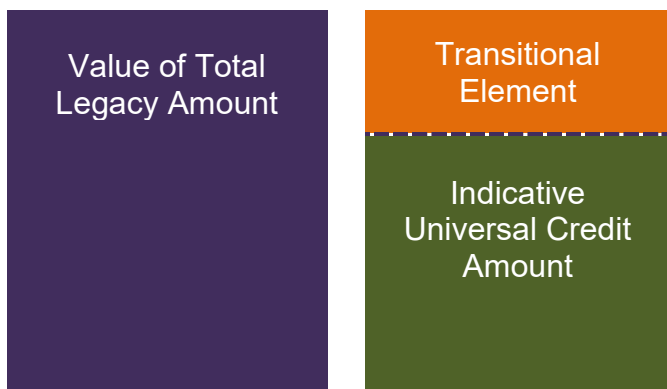 Value of Total
Legacy Amount
Transitional
Element
Indicative
Universal Credit
Amount